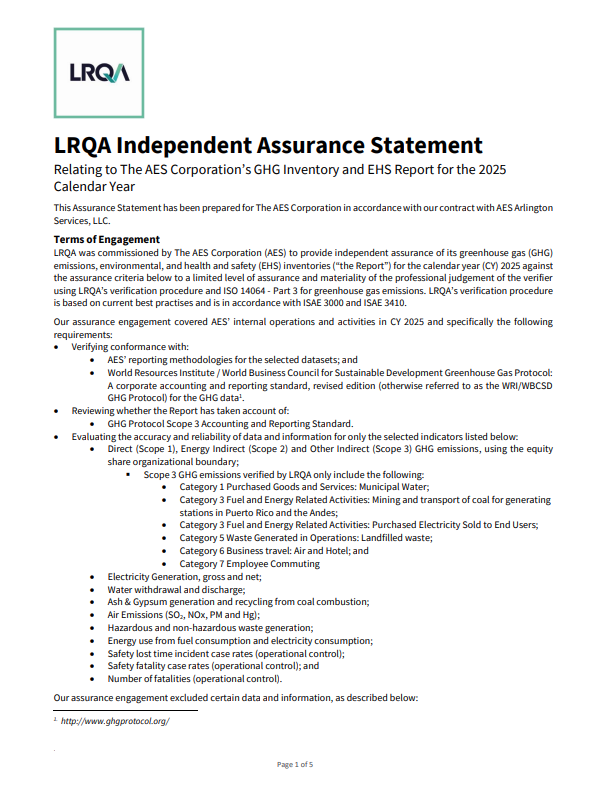 LRQA
LRQA Independent Assurance Statement
Relating to The AES Corporation's GHG Inventory and EHS Report for the 2025
Calendar Year
This Assurance Statement has been prepared for The AES Corporation in accordance with our contract with AES Arlington
Services, LLC.
Terms of Engagement
LRQA was commissioned by The AES Corporation (AES) to provide independent assurance of its greenhouse gas (GHG)
emissions, environmental, and health and safety (EHS) inventories ("the Report") for the calendar year (CY) 2025 against
the assurance criteria below to a limited level of assurance and materiality of the professional judgement of the verifier
using LRQA's verification procedure and ISO 14064 - Part 3 for greenhouse gas emissions. LRQA's verification procedure
is based on current best practises and is in accordance with ISAE 3000 and ISAE 3410.
Our assurance engagement covered AES' internal operations and activities in CY 2025 and specifically the following
requirements:
• Verifying conformance with:
• AES' reporting methodologies for the selected datasets; and
• World Resources Institute / World Business Council for Sustainable Development Greenhouse Gas Protocol:
A corporate accounting and reporting standard, revised edition (otherwise referred to as the WRI/WBCSD
GHG Protocol) for the GHG data¹.
• Reviewing whether the Report has taken account of:
• GHG Protocol Scope 3 Accounting and Reporting Standard.
• Evaluating the accuracy and reliability of data and information for only the selected indicators listed below:
• Direct (Scope 1), Energy Indirect (Scope 2) and Other Indirect (Scope 3) GHG emissions, using the equity
share organizational boundary;
▪ Scope 3 GHG emissions verified by LRQA only include the following:
• Category 1 Purchased Goods and Services: Municipal Water;
• Category 3 Fuel and Energy Related Activities: Mining and transport of coal for generating
stations in Puerto Rico and the Andes;
• Category 3 Fuel and Energy Related Activities: Purchased Electricity Sold to End Users;
• Category 5 Waste Generated in Operations: Landfilled waste;
• Category 6 Business travel: Air and Hotel; and
• Category 7 Employee Commuting
• Electricity Generation, gross and net;
• Water withdrawal and discharge;
• Ash & Gypsum generation and recycling from coal combustion;
• Air Emissions (SO₂, NOx, PM and Hg);
• Hazardous and non-hazardous waste generation;
• Energy use from fuel consumption and electricity consumption;
• Safety lost time incident case rates (operational control);
• Safety fatality case rates (operational control); and
• Number of fatalities (operational control).
Our assurance engagement excluded certain data and information, as described below:
¹ http://www.ghgprotocol.org/
Page 1 of 5